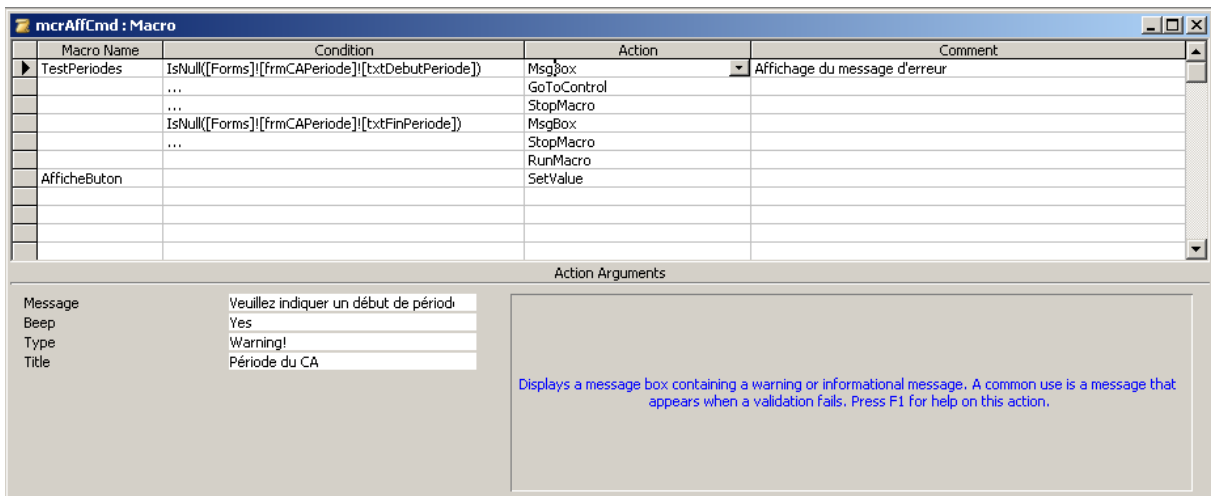 mcrAffCmd : Macro
Macro Name Condition Action Comment
TestPeriodes IsNull([Forms]![frmCAPeriode]![txtDebutPeriode]) MsgBox Affichage du message d'erreur
... GoToControl
... StopMacro
IsNull([Forms]![frmCAPeriode]![txtFinPeriode]) MsgBox
... StopMacro
RunMacro
AfficheButon SetValue
Action Arguments
Message Veuillez indiquer un début de périod
Beep Yes
Type Warning!
Title Période du CA
Displays a message box containing a warning or informational message. A common use is a message that
appears when a validation fails. Press F1 for help on this action.